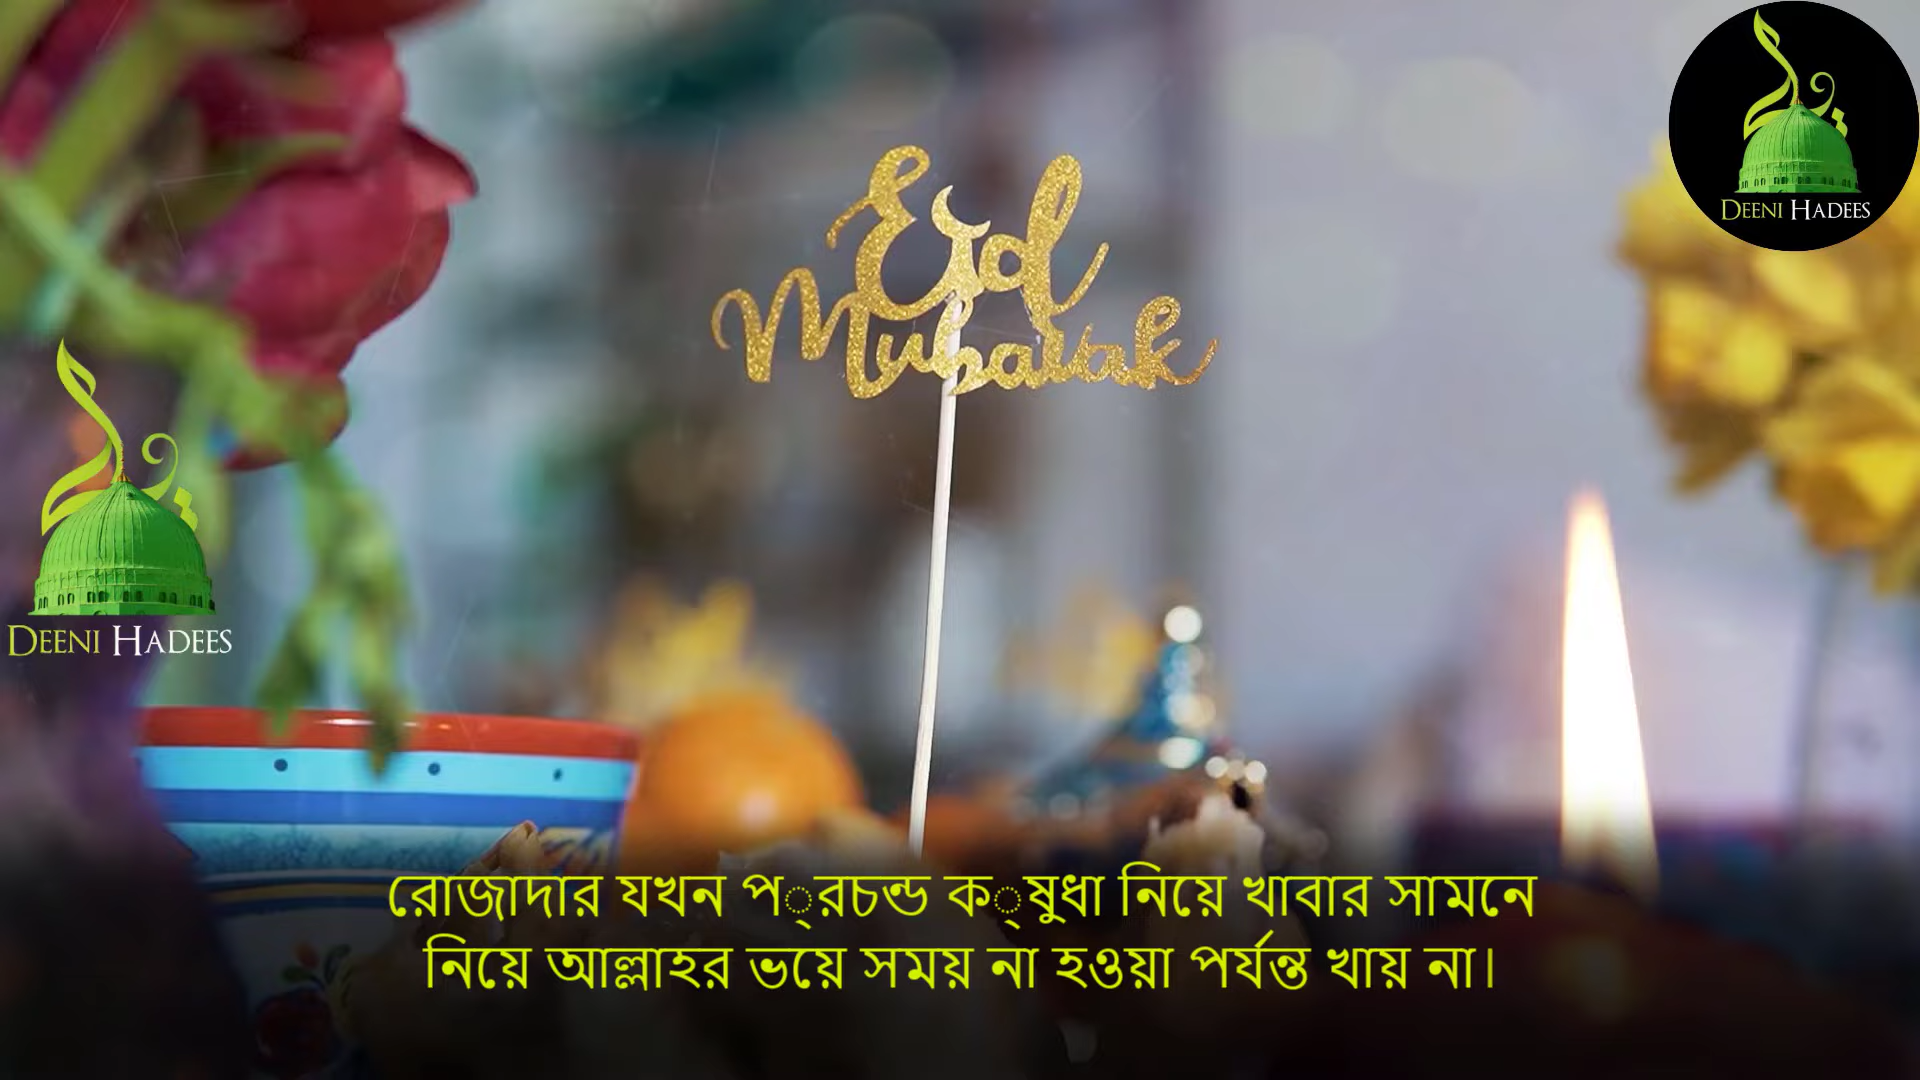 DEENI HADEES
Eid
Mubarak
DEENI HADEES
রোজাদার যখন প্রচন্ড ক্ষুধা নিয়ে খাবার সামনে
নিয়ে আল্লাহর ভয়ে সময় না হওয়া পর্যন্ত খায় না।